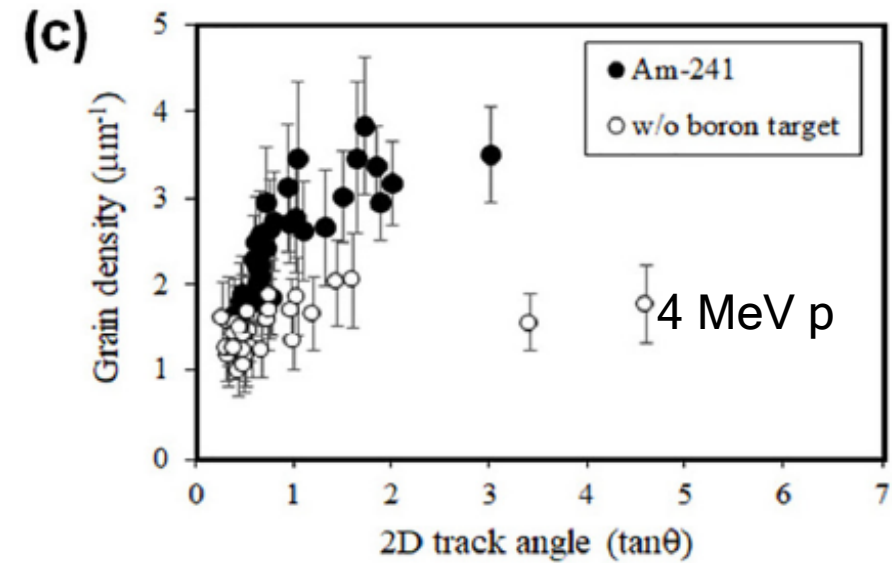 (c)
5
4
3
2
1
0
Grain density (μm⁻¹)
Am-241
w/o boron target
4 MeV p
0 1 2 3 4 5 6 7
2D track angle (tanθ)